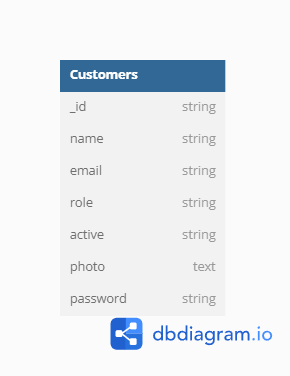 Customers
_id string
name string
email string
role string
active string
photo text
password string
dbdiagram.io